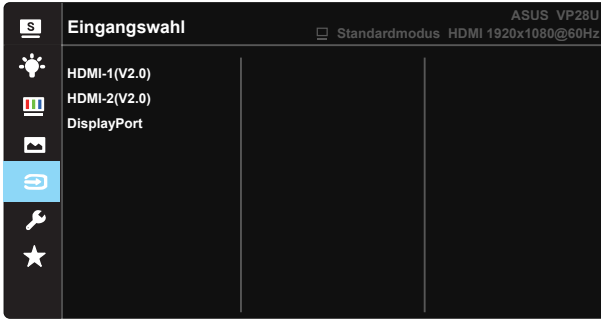 S
Eingangswahl
ASUS VP28U
Standardmodus HDMI 1920x1080@60Hz
HDMI-1(V2.0)
HDMI-2(V2.0)
DisplayPort